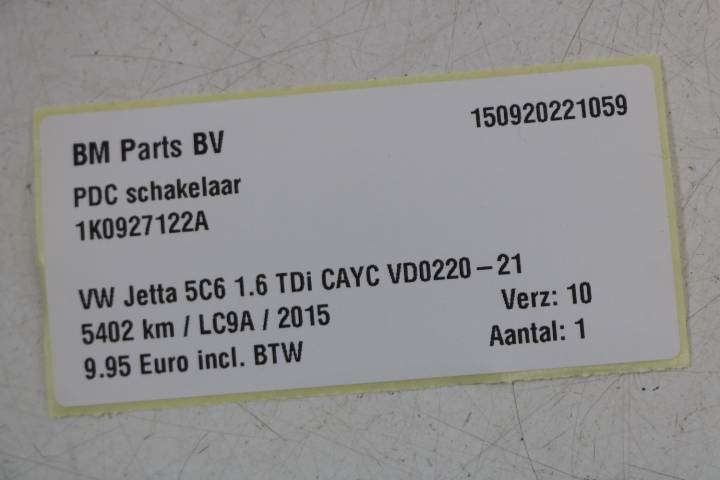 BM Parts BV
150920221059
PDC schakelaar
1K0927122A
VW Jetta 5C6 1.6 TDi CAYC VD0220-21
5402 km / LC9A / 2015
Verz: 10
9.95 Euro incl. BTW
Aantal: 1